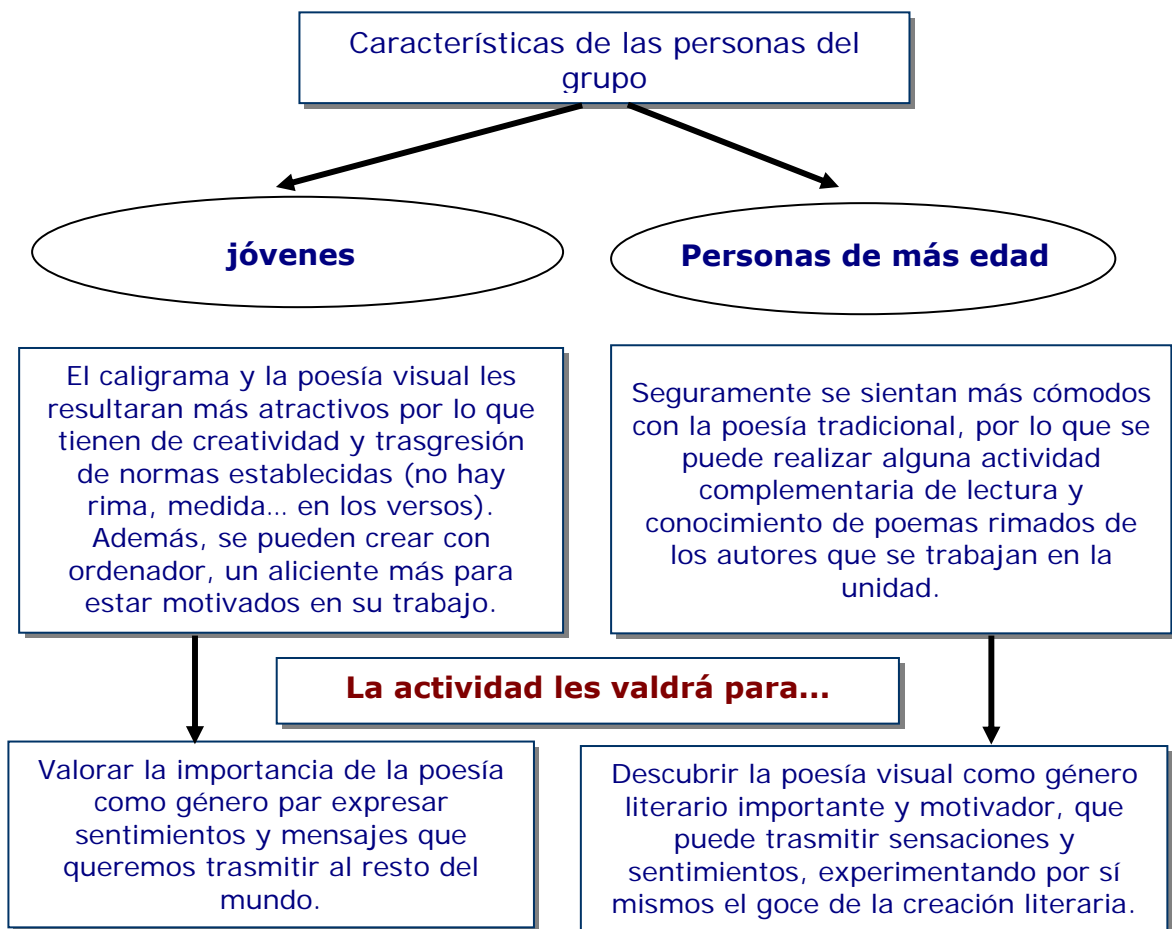 Características de las personas del
grupo
jóvenes
Personas de más edad
El caligrama y la poesía visual les
resultaran más atractivos por lo que
tienen de creatividad y trasgresión
de normas establecidas (no hay
rima, medida... en los versos).
Además, se pueden crear con
ordenador, un aliciente más para
estar motivados en su trabajo.
Seguramente se sientan más cómodos
con la poesía tradicional, por lo que se
puede realizar alguna actividad
complementaria de lectura y
conocimiento de poemas rimados de
los autores que se trabajan en la
unidad.
La actividad les valdrá para...
Valorar la importancia de la poesía
como género par expresar
sentimientos y mensajes que
queremos trasmitir al resto del
mundo.
Descubrir la poesía visual como género
literario importante y motivador, que
puede trasmitir sensaciones y
sentimientos, experimentando por sí
mismos el goce de la creación literaria.